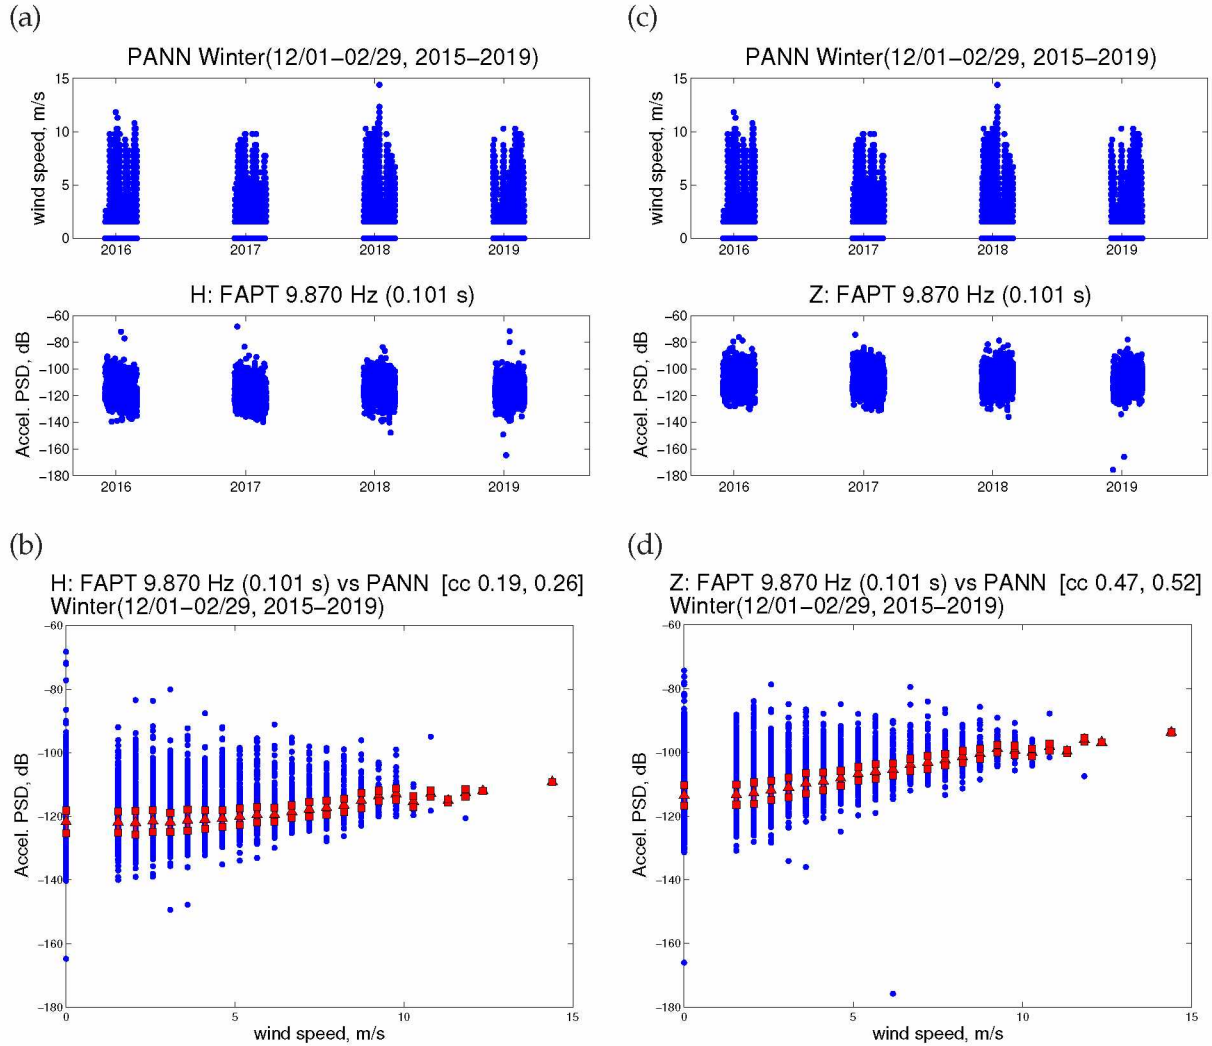 (a)
PANN Winter(12/01−02/29, 2015−2019)
15
10
5
0
wind speed, m/s
2016 2017 2018 2019
H: FAPT 9.870 Hz (0.101 s)
−60
−80
−100
−120
−140
−160
−180
Accel. PSD, dB
2016 2017 2018 2019
(c)
PANN Winter(12/01−02/29, 2015−2019)
15
10
5
0
wind speed, m/s
2016 2017 2018 2019
Z: FAPT 9.870 Hz (0.101 s)
−60
−80
−100
−120
−140
−160
−180
Accel. PSD, dB
2016 2017 2018 2019
(b)
H: FAPT 9.870 Hz (0.101 s) vs PANN [cc 0.19, 0.26]
Winter(12/01−02/29, 2015−2019)
−60
−80
−100
−120
−140
−160
−180
Accel. PSD, dB
0 5 10 15
wind speed, m/s
(d)
Z: FAPT 9.870 Hz (0.101 s) vs PANN [cc 0.47, 0.52]
Winter(12/01−02/29, 2015−2019)
−60
−80
−100
−120
−140
−160
−180
Accel. PSD, dB
0 5 10 15
wind speed, m/s